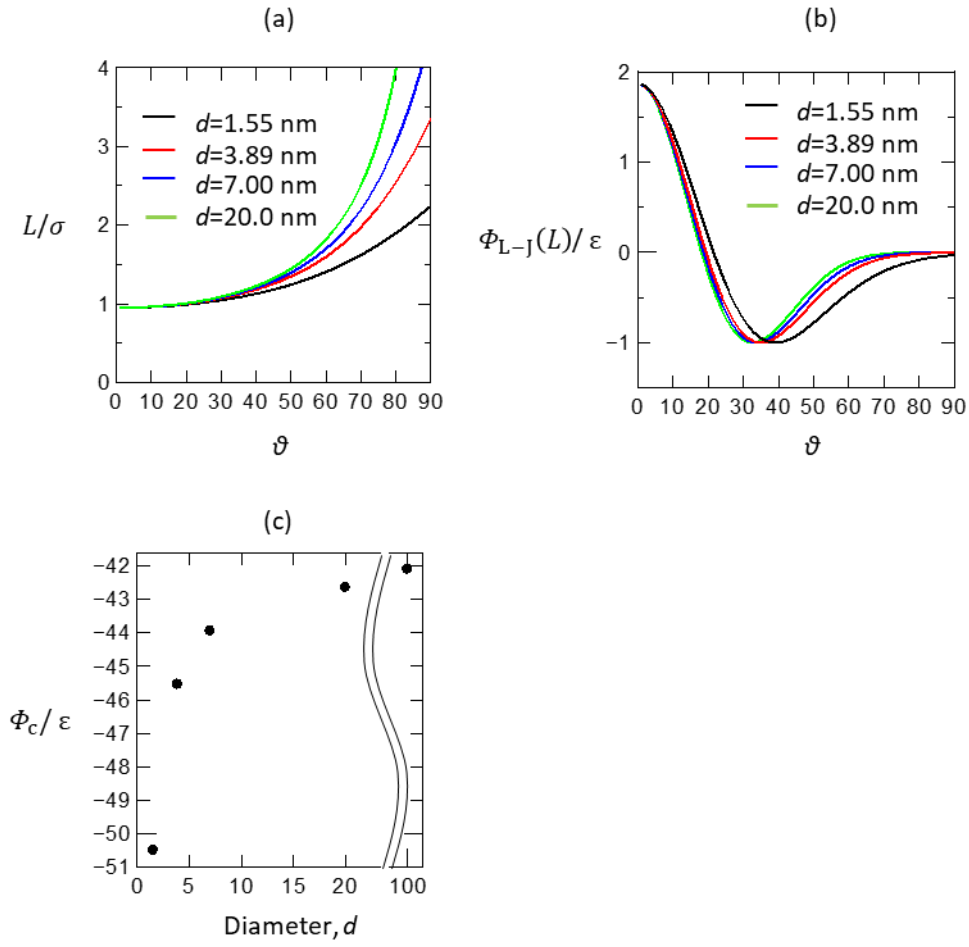 (a)
4
3
2
1
0
L/σ
d=1.55 nm
d=3.89 nm
d=7.00 nm
d=20.0 nm
0 10 20 30 40 50 60 70 80 90
ϑ
(b)
2
1
0
−1
Φ_L−J(L)/ ε
d=1.55 nm
d=3.89 nm
d=7.00 nm
d=20.0 nm
0 10 20 30 40 50 60 70 80 90
ϑ
(c)
−42
−43
−44
−45
−46
−47
−48
−49
−50
−51
Φ_c/ ε
0 5 10 15 20 100
Diameter, d